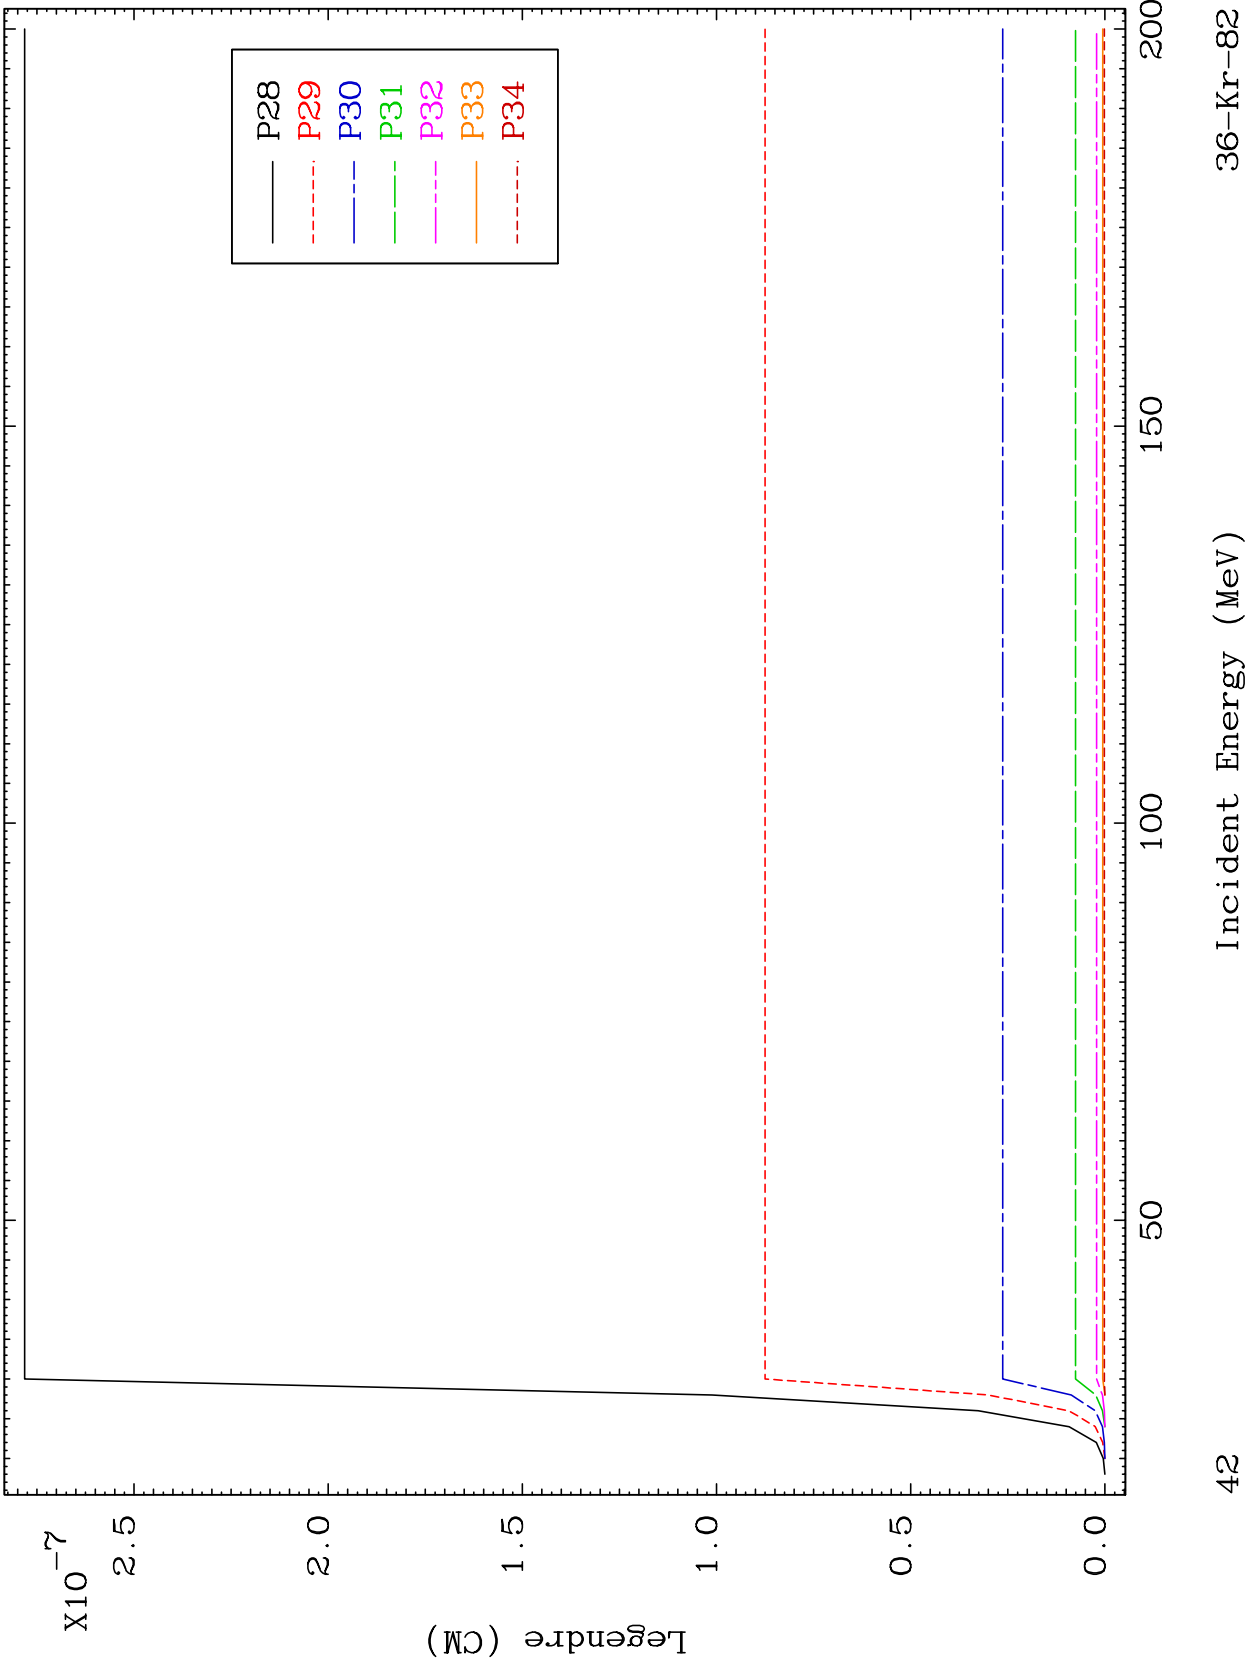 X10-7
2.5
2.0
1.5
1.0
0.5
0.0
Legendre (CM)
P28
P29
P30
P31
P32
P33
P34
50
100
150
200
42
Incident Energy (MeV)
36-Kr-82